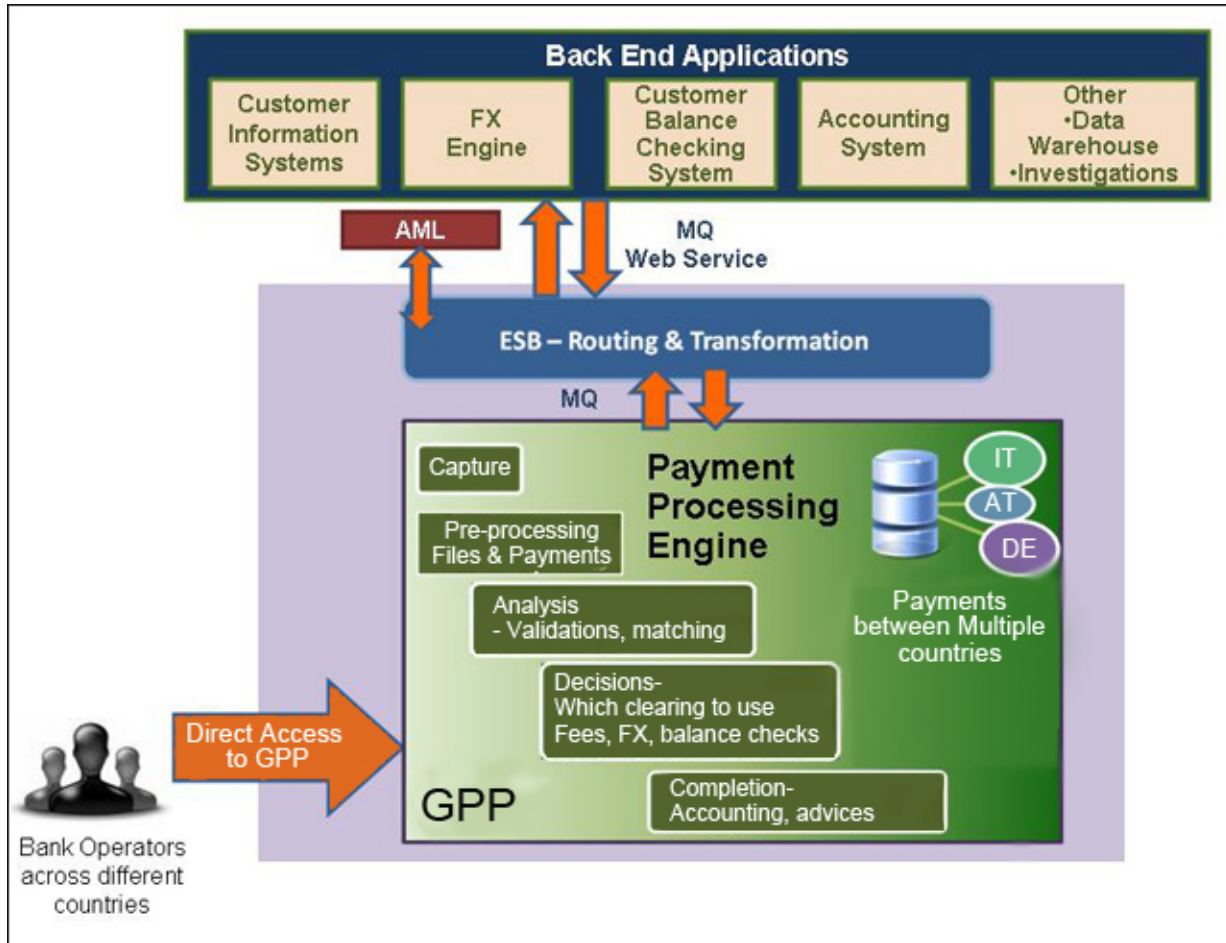 Back End Applications
Customer
Information
Systems
FX
Engine
Customer
Balance
Checking
System
Accounting
System
Other
•Data
Warehouse
•Investigations
AML
MQ
Web Service
ESB – Routing & Transformation
MQ
Capture
Pre-processing
Files & Payments
Analysis
- Validations, matching
Decisions-
Which clearing to use
Fees, FX, balance checks
Completion-
Accounting, advices
Payment
Processing
Engine
IT
AT
DE
Payments
between Multiple
countries
GPP
Direct Access
to GPP
Bank Operators
across different
countries